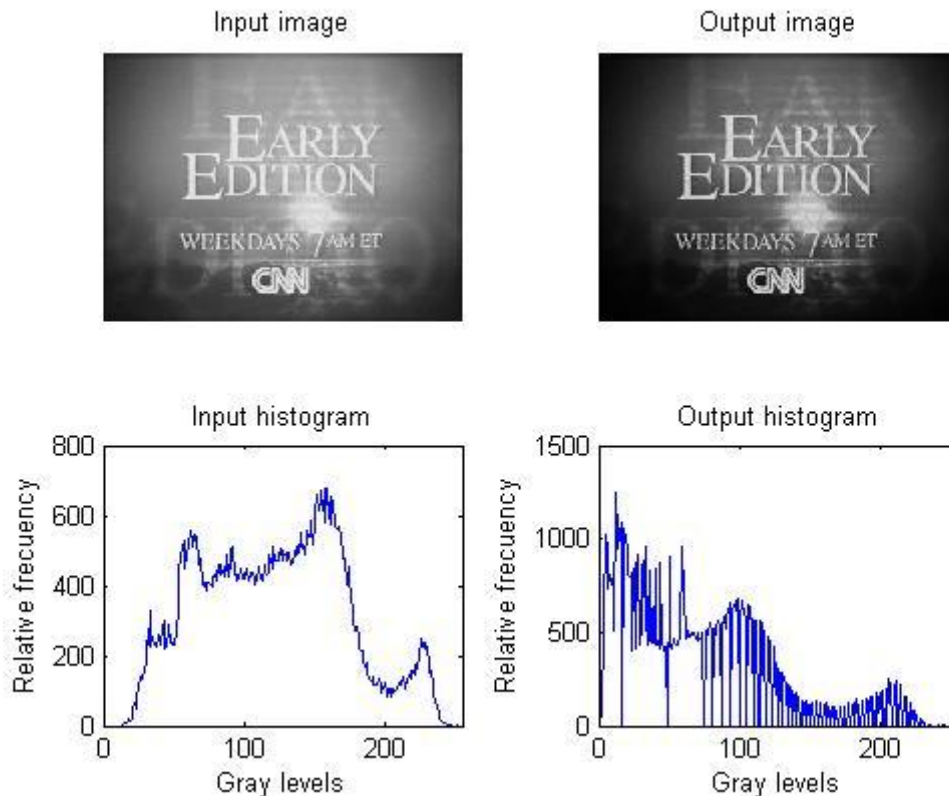 Input image
Output image
EARLY
EDITION
WEEKDAYS 7AM ET
CNN
EARLY
EDITION
WEEKDAYS 7AM ET
CNN
Input histogram
Output histogram
Relative frecuency
800
600
400
200
0
0 100 200
Gray levels
Relative frecuency
1500
1000
500
0
0 100 200
Gray levels